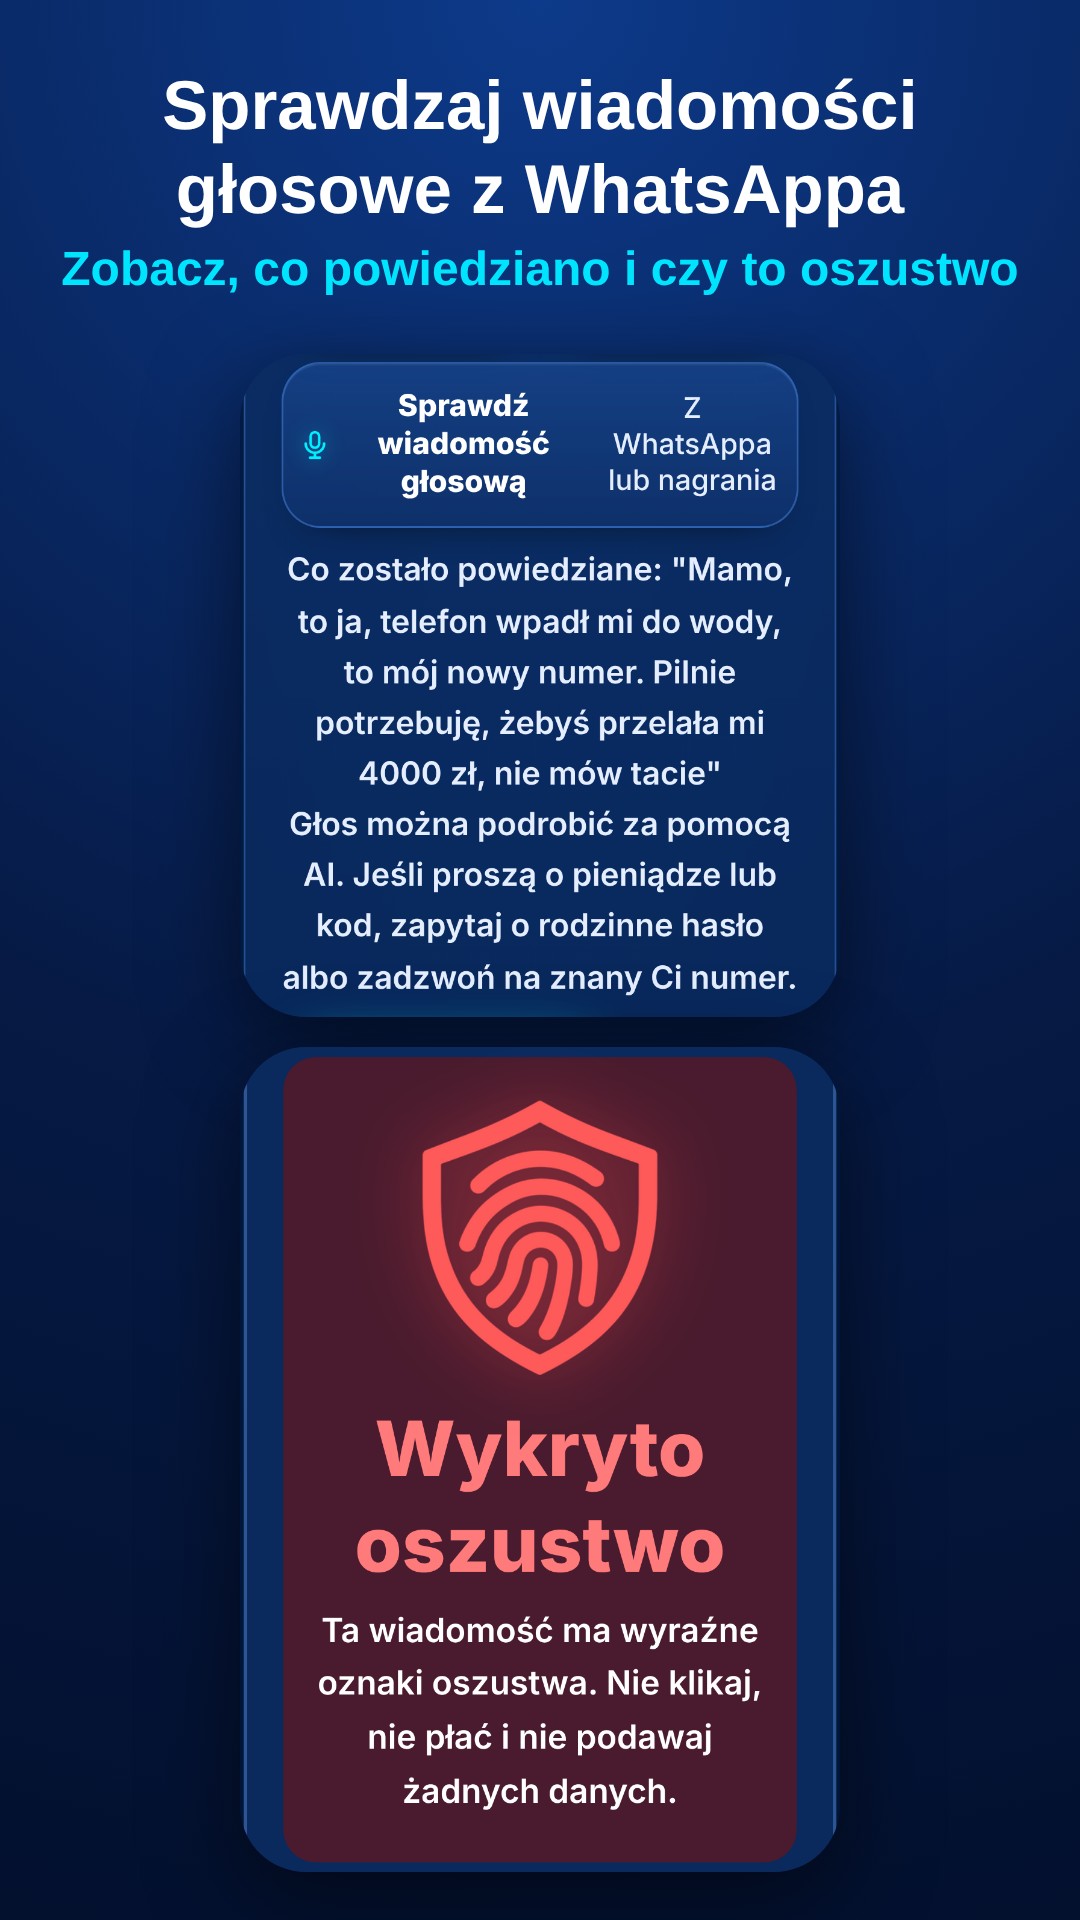 Sprawdzaj wiadomości
głosowe z WhatsAppa
Zobacz, co powiedziano i czy to oszustwo
Sprawdź
wiadomość
głosową
Z
WhatsAppa
lub nagrania
Co zostało powiedziane: "Mamo,
to ja, telefon wpadł mi do wody,
to mój nowy numer. Pilnie
potrzebuję, żebyś przelała mi
4000 zł, nie mów tacie"
Głos można podrobić za pomocą
AI. Jeśli proszą o pieniądze lub
kod, zapytaj o rodzinne hasło
albo zadzwoń na znany Ci numer.
Wykryto
oszustwo
Ta wiadomość ma wyraźne
oznaki oszustwa. Nie klikaj,
nie płać i nie podawaj
żadnych danych.